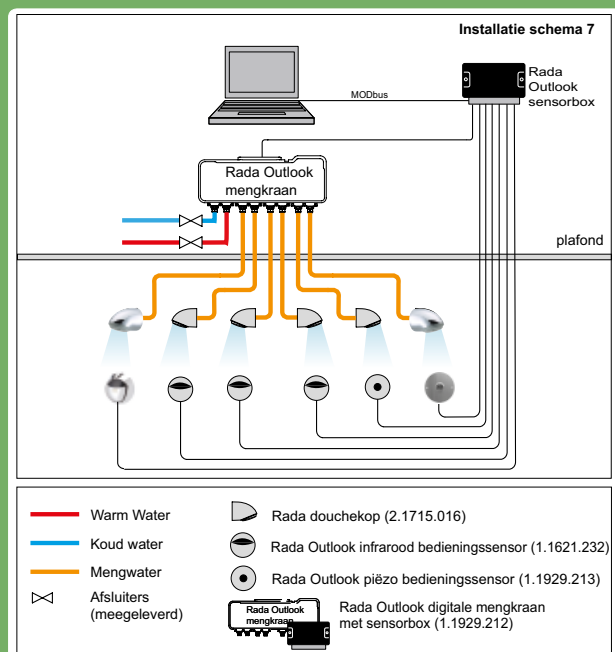 Installatie schema 7
Rada
Outlook
sensorbox
MODbus
Rada Outlook
mengkraan
plafond
Warm Water
Koud water
Mengwater
Afsluiters
(meegeleverd)
Rada douchekop (2.1715.016)
Rada Outlook infrarood bedieningssensor (1.1621.232)
Rada Outlook piëzo bedieningssensor (1.1929.213)
Rada Outlook
mengkraan
Rada Outlook digitale mengkraan
met sensorbox (1.1929.212)